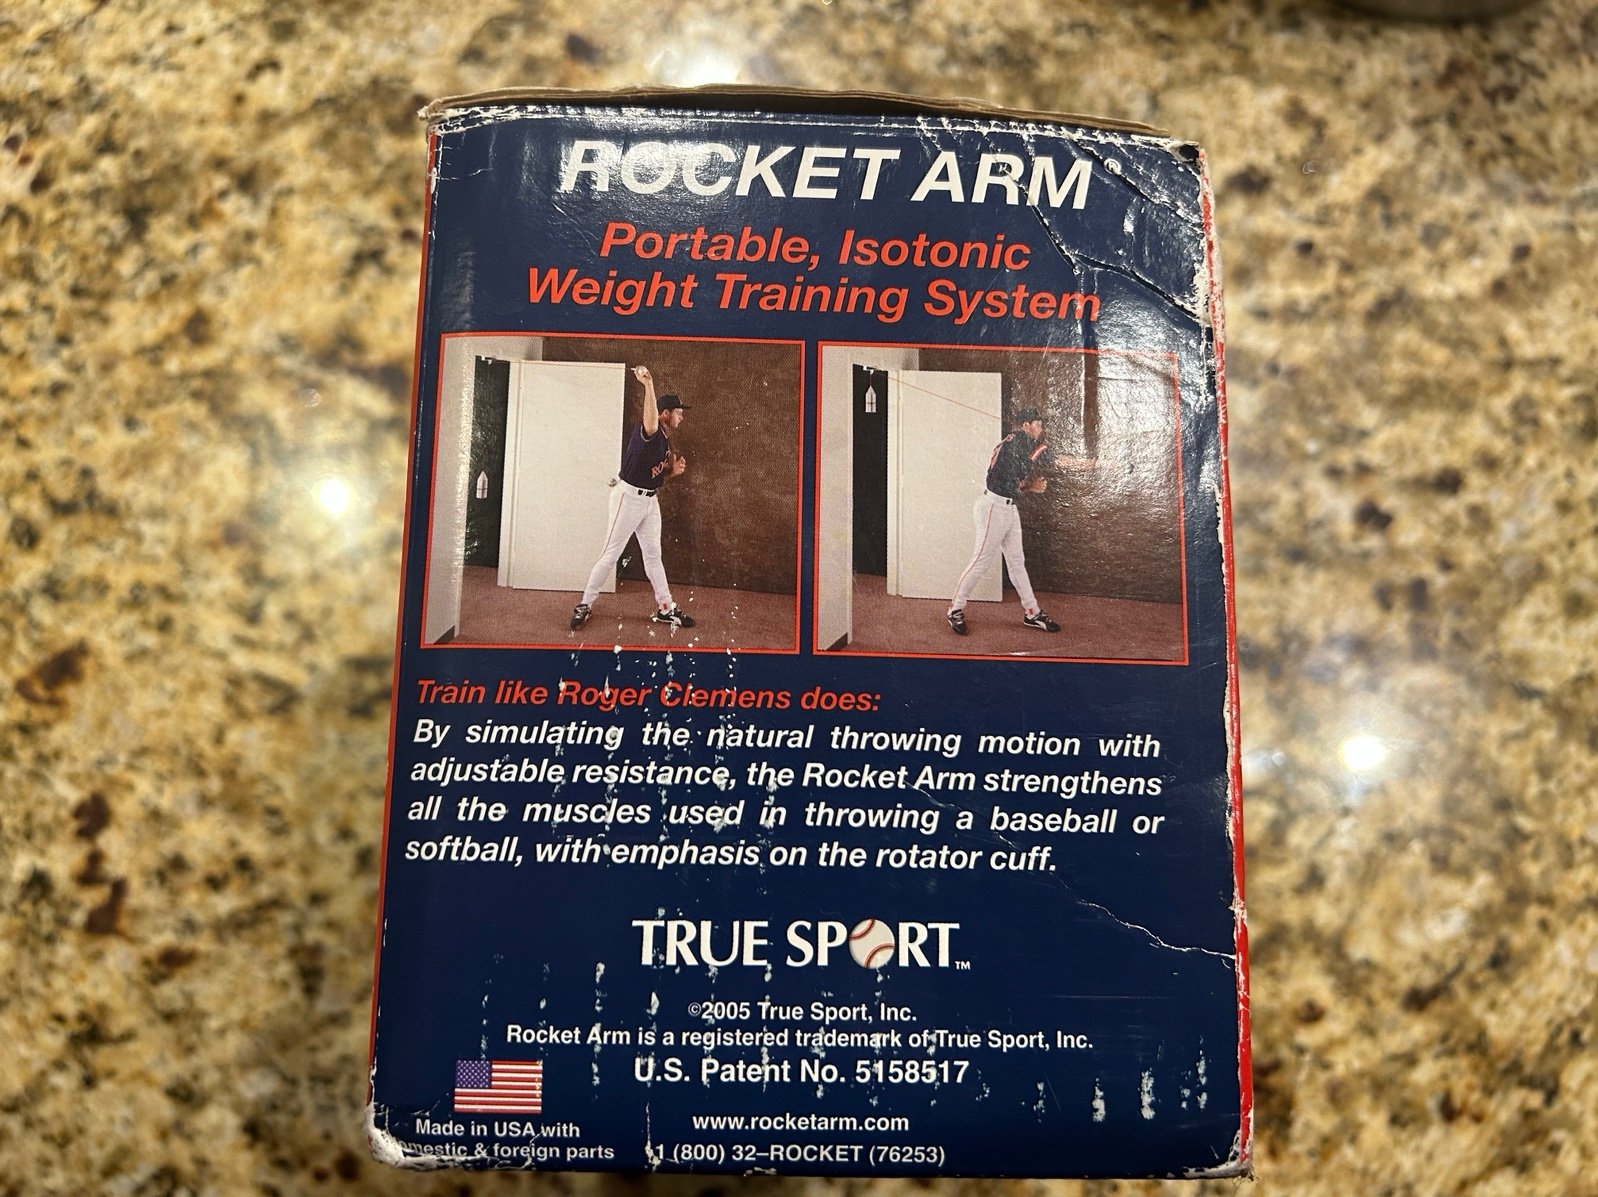 ROCKET ARM®
Portable, Isotonic
Weight Training System
Train like Roger Clemens does:
By simulating the natural throwing motion with
adjustable resistance, the Rocket Arm strengthens
all the muscles used in throwing a baseball or
softball, with emphasis on the rotator cuff.
TRUE SPORT™
©2005 True Sport, Inc.
Rocket Arm is a registered trademark of True Sport, Inc.
U.S. Patent No. 5158517
www.rocketarm.com
1 (800) 32–ROCKET (76253)
Made in USA with
domestic & foreign parts